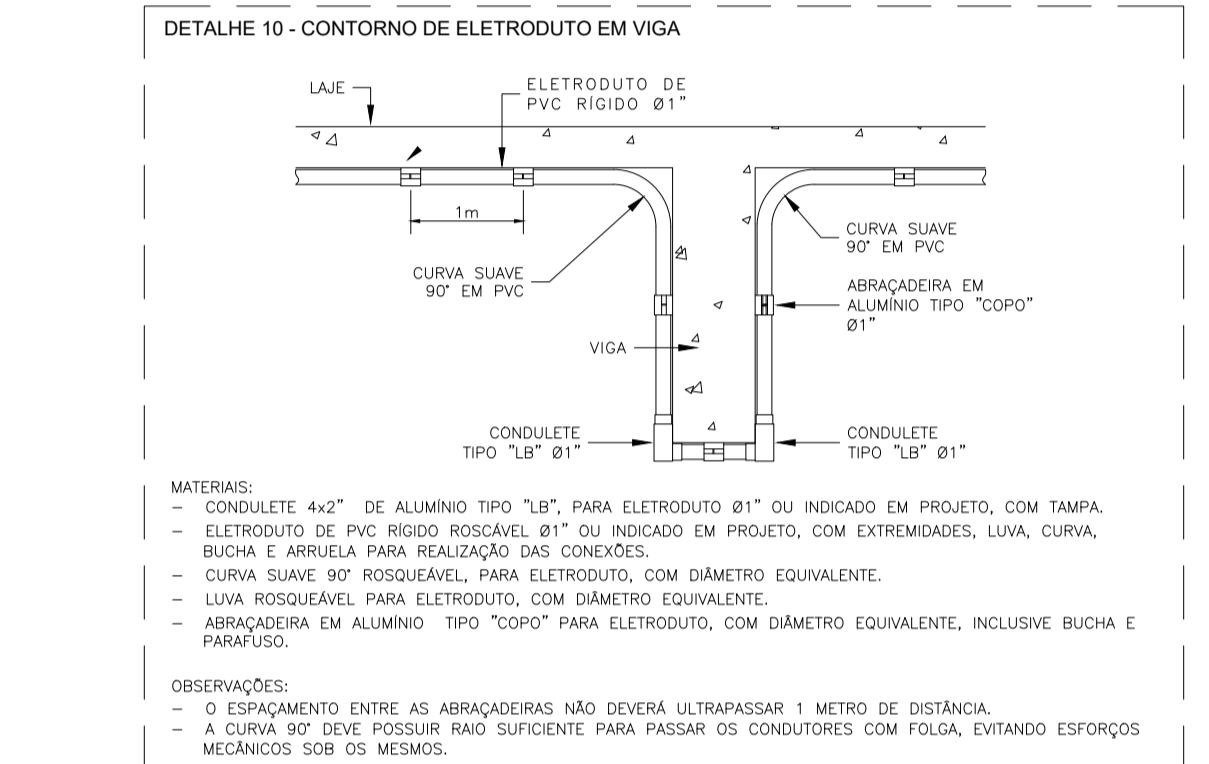 DETALHE 10 - CONTORNO DE ELETRODUTO EM VIGA
LAJE
ELETRODUTO DE
PVC RÍGIDO Ø1"
1m
CURVA SUAVE
90° EM PVC
CURVA SUAVE
90° EM PVC
ABRAÇADEIRA EM
ALUMÍNIO TIPO "COPO"
Ø1"
VIGA
CONDULETE
TIPO "LB" Ø1"
CONDULETE
TIPO "LB" Ø1"
MATERIAIS:
– CONDULETE 4x2" DE ALUMÍNIO TIPO "LB", PARA ELETRODUTO Ø1" OU INDICADO EM PROJETO, COM TAMPA.
– ELETRODUTO DE PVC RÍGIDO ROSCÁVEL Ø1" OU INDICADO EM PROJETO, COM EXTREMIDADES, LUVA, CURVA,
BUCHA E ARRUELA PARA REALIZAÇÃO DAS CONEXÕES.
– CURVA SUAVE 90° ROSQUEÁVEL, PARA ELETRODUTO, COM DIÂMETRO EQUIVALENTE.
– LUVA ROSQUEÁVEL PARA ELETRODUTO, COM DIÂMETRO EQUIVALENTE.
– ABRAÇADEIRA EM ALUMÍNIO TIPO "COPO" PARA ELETRODUTO, COM DIÂMETRO EQUIVALENTE, INCLUSIVE BUCHA E
PARAFUSO.
OBSERVAÇÕES:
– O ESPAÇAMENTO ENTRE AS ABRAÇADEIRAS NÃO DEVERÁ ULTRAPASSAR 1 METRO DE DISTÂNCIA.
– A CURVA 90° DEVE POSSUIR RAIO SUFICIENTE PARA PASSAR OS CONDUTORES COM FOLGA, EVITANDO ESFORÇOS
MECÂNICOS SOB OS MESMOS.